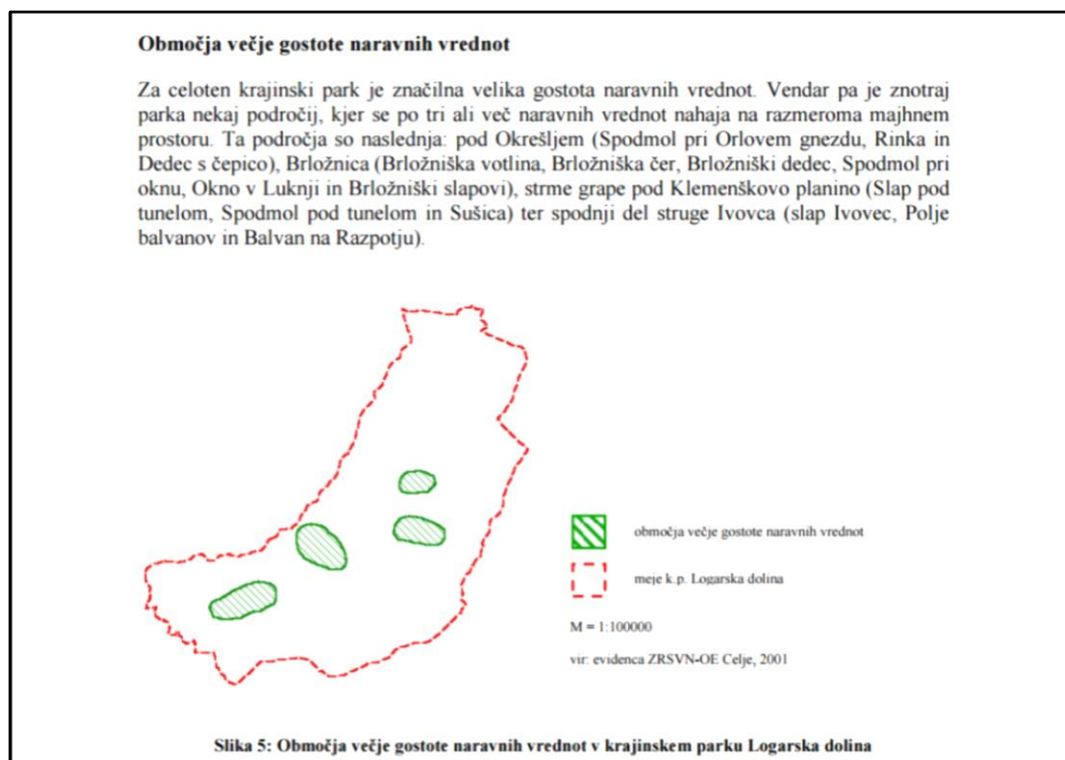 Območja večje gostote naravnih vrednot
Za celoten krajinski park je značilna velika gostota naravnih vrednot. Vendar pa je znotraj
parka nekaj področij, kjer se po tri ali več naravnih vrednot nahaja na razmeroma majhnem
prostoru. Ta področja so naslednja: pod Okrešljem (Spodmol pri Orlovem gnezdu, Rinka in
Dedec s čepico), Brložnica (Brložniška votlina, Brložniška čer, Brložniški dedec, Spodmol pri
oknu, Okno v Luknji in Brložniški slapovi), strme grape pod Klemenškovo planino (Slap pod
tunelom, Spodmol pod tunelom in Sušica) ter spodnji del struge Ivovca (slap Ivovec, Polje
balvanov in Balvan na Razpotju).
območja večje gostote naravnih vrednot
meje k.p. Logarska dolina
M = 1:100000
vir: evidenca ZRSVN-OE Celje, 2001
Slika 5: Območja večje gostote naravnih vrednot v krajinskem parku Logarska dolina